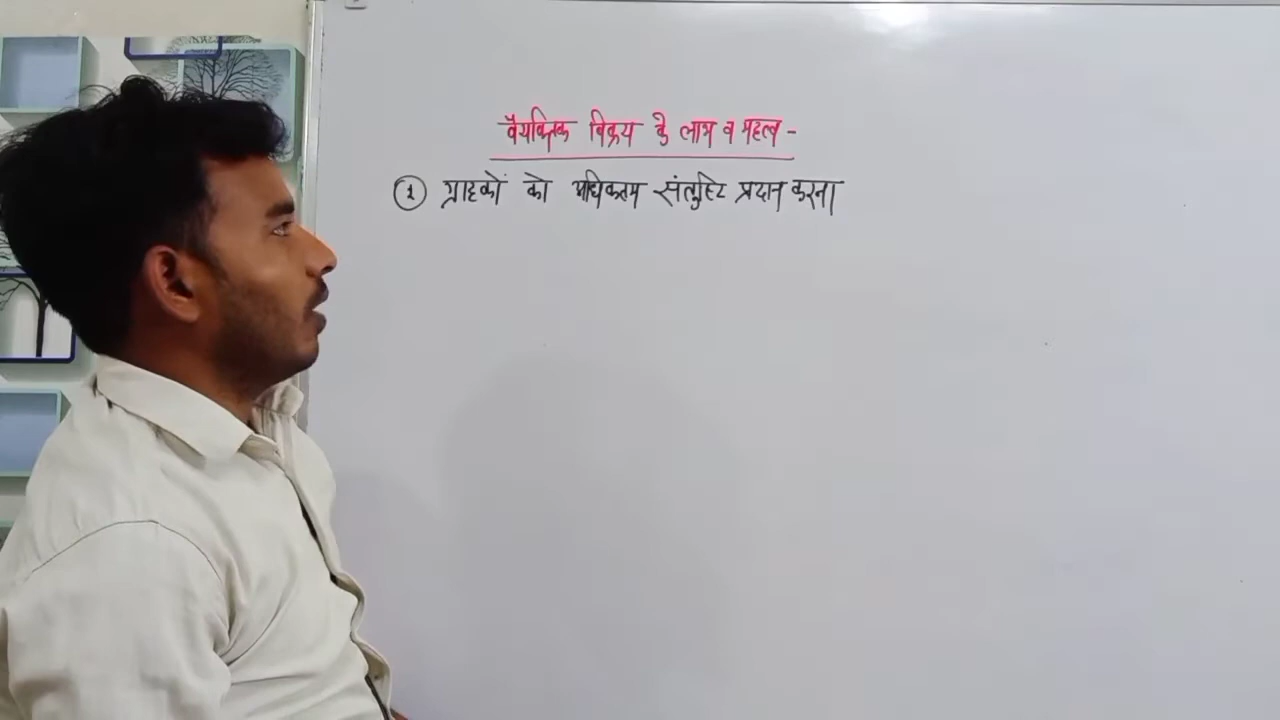 वैयक्तिक विक्रय के लाभ व महत्व -
① ग्राहकों को अधिकतम संतुष्टि प्रदान करना